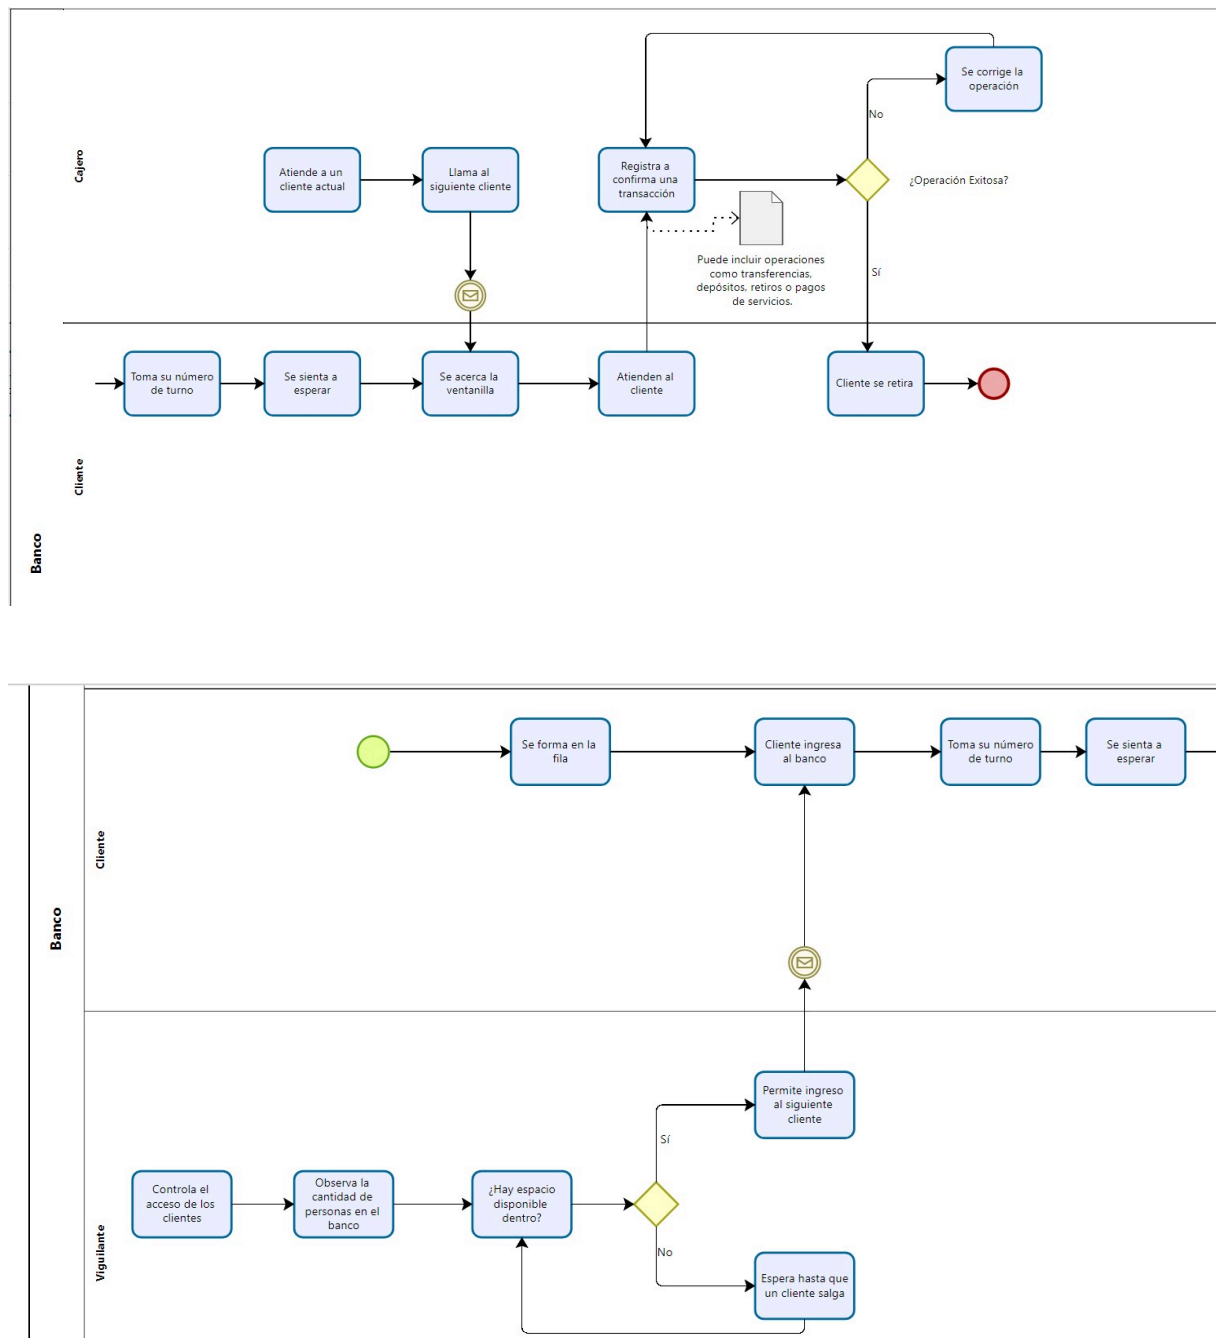 Se corrige la
operación
No
Cajero
Atiende a un
cliente actual
Llama al
siguiente cliente
Registra a
confirma una
transacción
¿Operación Exitosa?
Puede incluir operaciones
como transferencias,
depósitos, retiros o pagos
de servicios.
Sí
Toma su número
de turno
Se sienta a
esperar
Se acerca la
ventanilla
Atienden al
cliente
Cliente se retira
Cliente
Banco
Se forma en la
fila
Cliente ingresa
al banco
Toma su número
de turno
Se sienta a
esperar
Cliente
Banco
Permite ingreso
al siguiente
cliente
Sí
Controla el
acceso de los
clientes
Observa la
cantidad de
personas en el
banco
¿Hay espacio
disponible
dentro?
No
Viguilante
Espera hasta que
un cliente salga